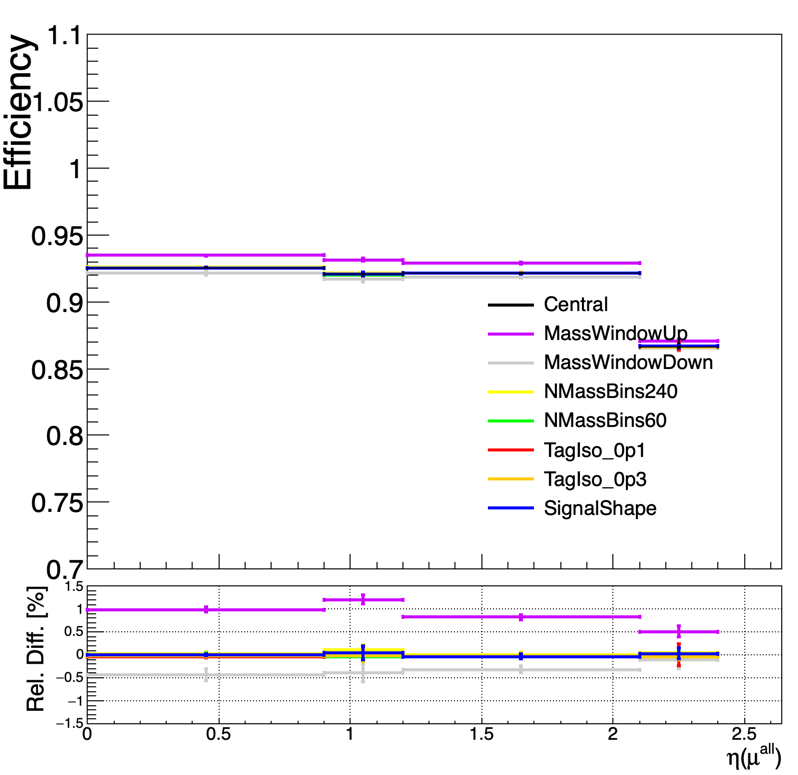 Efficiency
1.1
1.05
1
0.95
0.9
0.85
0.8
0.75
0.7
Central
MassWindowUp
MassWindowDown
NMassBins240
NMassBins60
TagIso_0p1
TagIso_0p3
SignalShape
Rel. Diff. [%]
1.5
1
0.5
0
−0.5
−1
−1.5
0 0.5 1 1.5 2 2.5
η(μ^all)